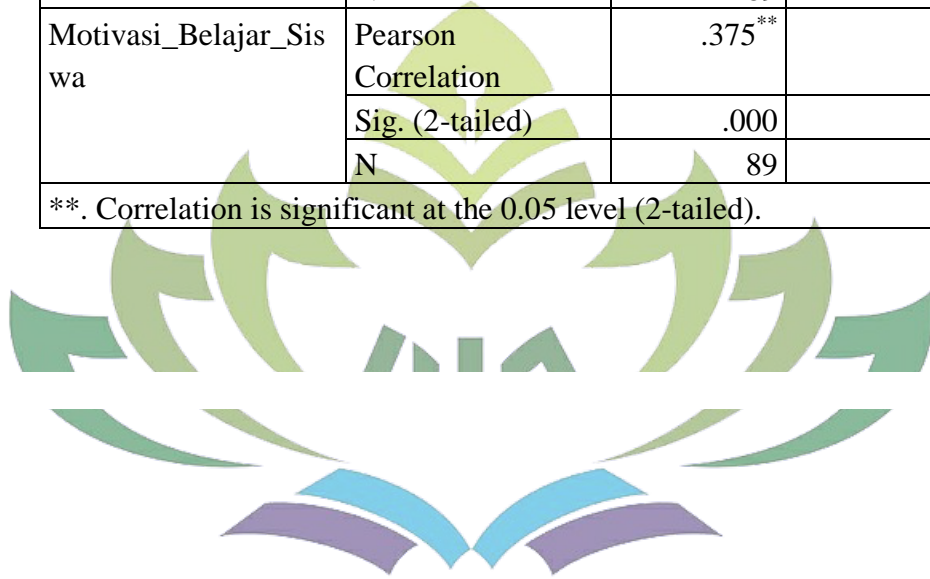 Motivasi_Belajar_Sis Pearson .375**
wa Correlation
Sig. (2-tailed) .000
N 89
**. Correlation is significant at the 0.05 level (2-tailed).